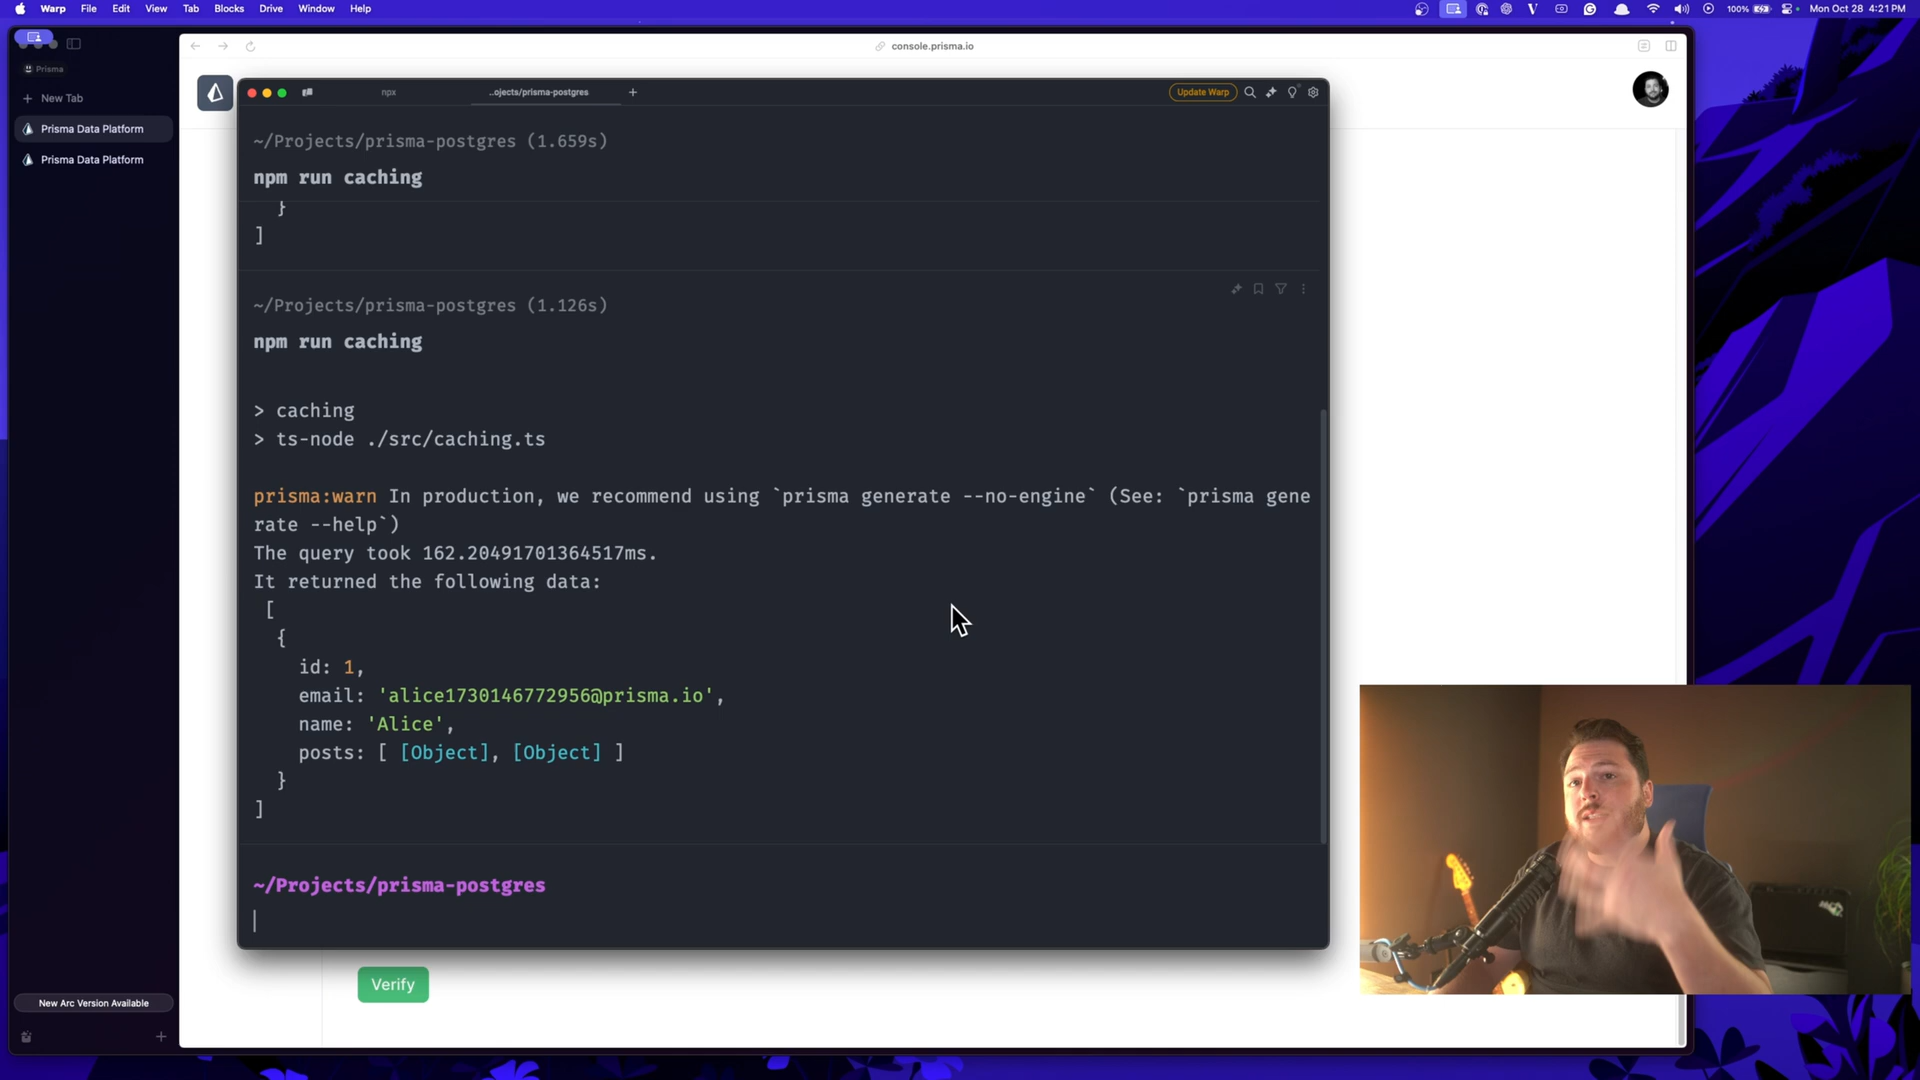 Warp File Edit View Tab Blocks Drive Window Help
100% Mon Oct 28 4:21 PM
Prisma
console.prisma.io
New Tab
Prisma Data Platform
Prisma Data Platform
npx
..ojects/prisma-postgres
Update Warp
~/Projects/prisma-postgres (1.659s)
npm run caching
}
]
~/Projects/prisma-postgres (1.126s)
npm run caching
> caching
> ts-node ./src/caching.ts
prisma:warn In production, we recommend using `prisma generate --no-engine` (See: `prisma gene
rate --help`)
The query took 162.20491701364517ms.
It returned the following data:
[
{
id: 1,
email: 'alice1730146772956@prisma.io',
name: 'Alice',
posts: [ [Object], [Object] ]
}
]
~/Projects/prisma-postgres
Verify
New Arc Version Available